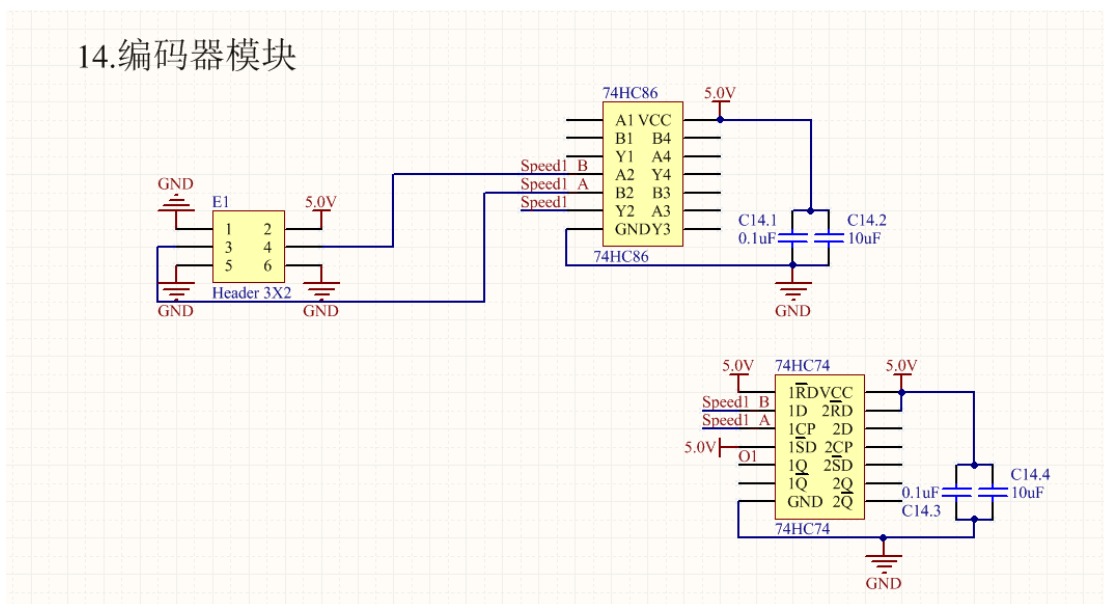 14.编码器模块
74HC86
5.0V
A1 VCC
B1 B4
Y1 A4
Speed1_B A2 Y4
Speed1_A B2 B3
Speed1 Y2 A3
GND Y3
74HC86
C14.1
0.1uF
C14.2
10uF
GND
GND
E1
5.0V
1 2
3 4
5 6
Header 3X2
GND
GND
5.0V
74HC74
5.0V
1R̅D̅ VCC
Speed1_B 1D 2R̅D
Speed1_A 1CP 2D
5.0V 1S̅D 2CP
O1 1Q 2S̅D
1Q̅ 2Q
GND 2Q̅
74HC74
0.1uF
C14.3
C14.4
10uF
GND